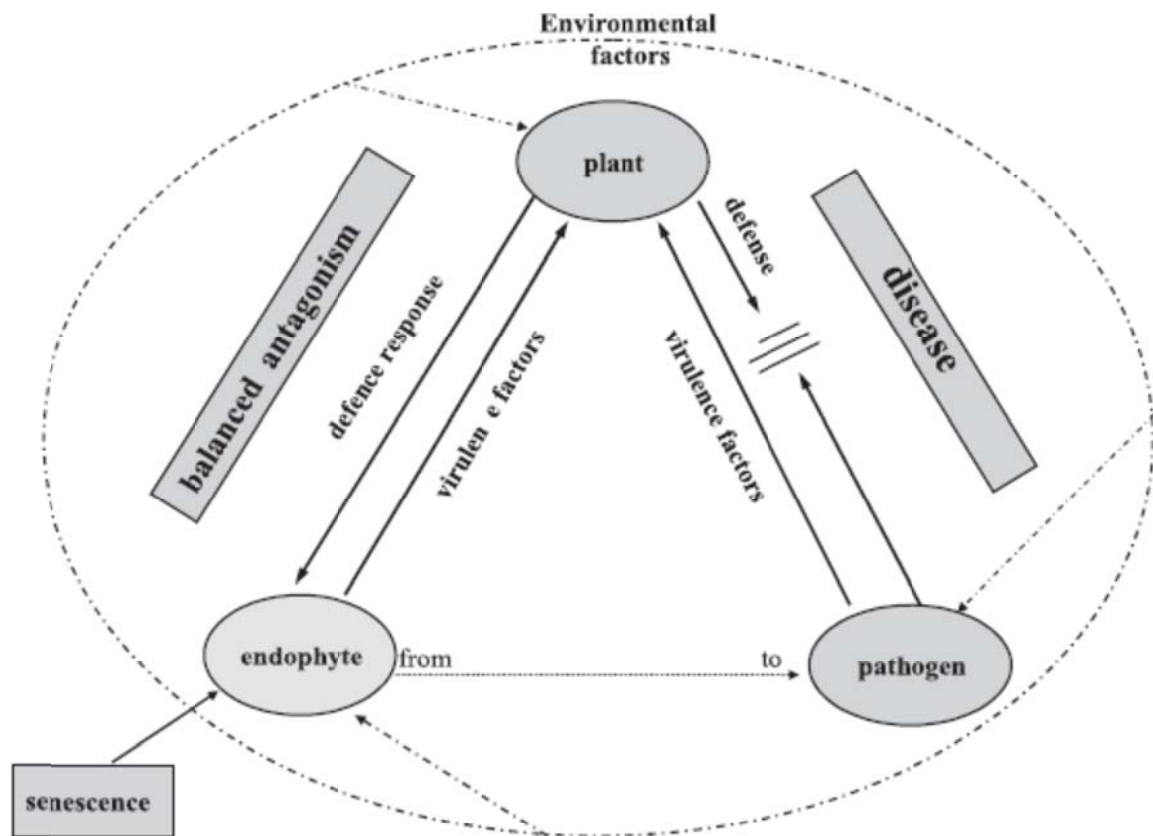 Environmental
factors
plant
defense
balanced antagonism
disease
defence response
virulen e factors
virulence factors
endophyte
from
to
pathogen
senescence